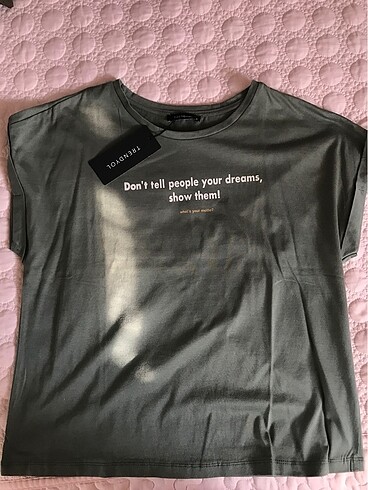 TRENDYOL
Don't tell people your dreams,
show them!
what's your motto?